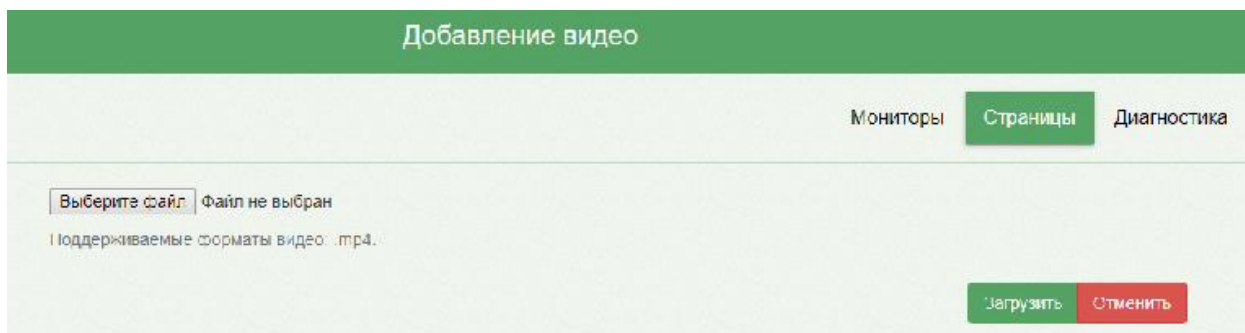 Добавление видео
Мониторы Страницы Диагностика
Выберите файл Файл не выбран
Поддерживаемые форматы видео: .mp4.
Загрузить Отменить